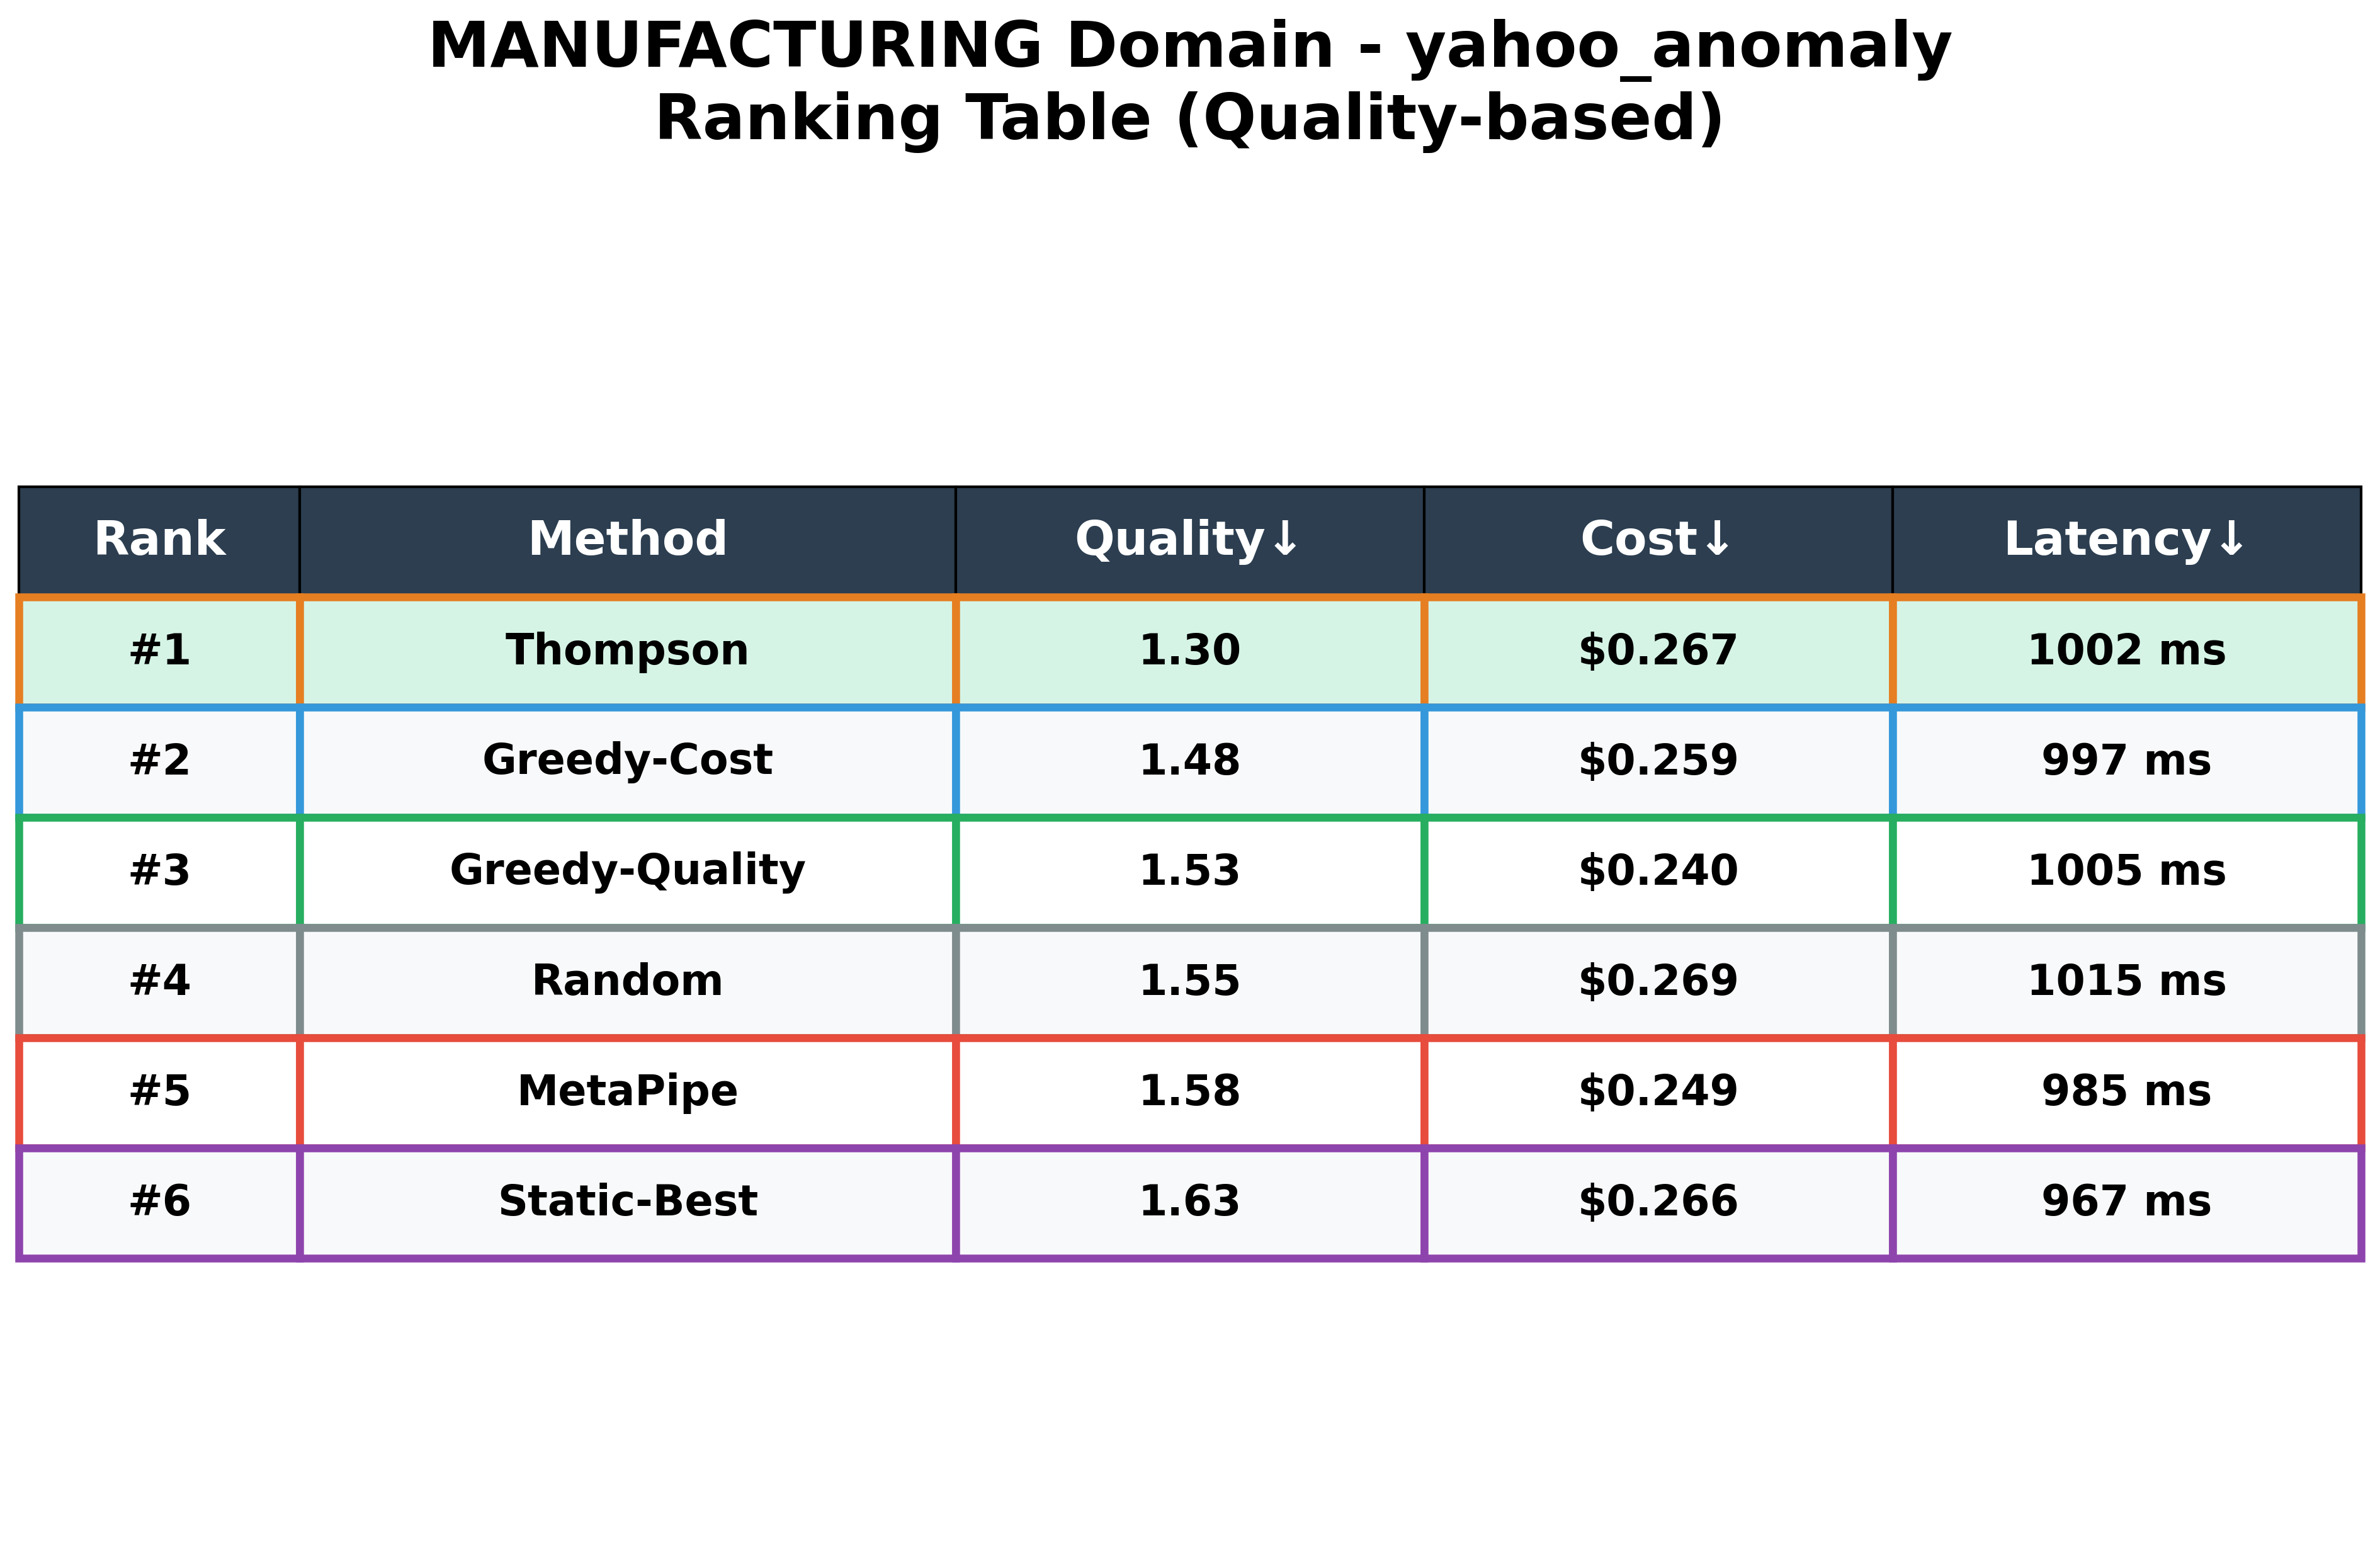 MANUFACTURING Domain - yahoo_anomaly
Ranking Table (Quality-based)
Rank Method Quality↓ Cost↓ Latency↓
#1 Thompson 1.30 $0.267 1002 ms
#2 Greedy-Cost 1.48 $0.259 997 ms
#3 Greedy-Quality 1.53 $0.240 1005 ms
#4 Random 1.55 $0.269 1015 ms
#5 MetaPipe 1.58 $0.249 985 ms
#6 Static-Best 1.63 $0.266 967 ms